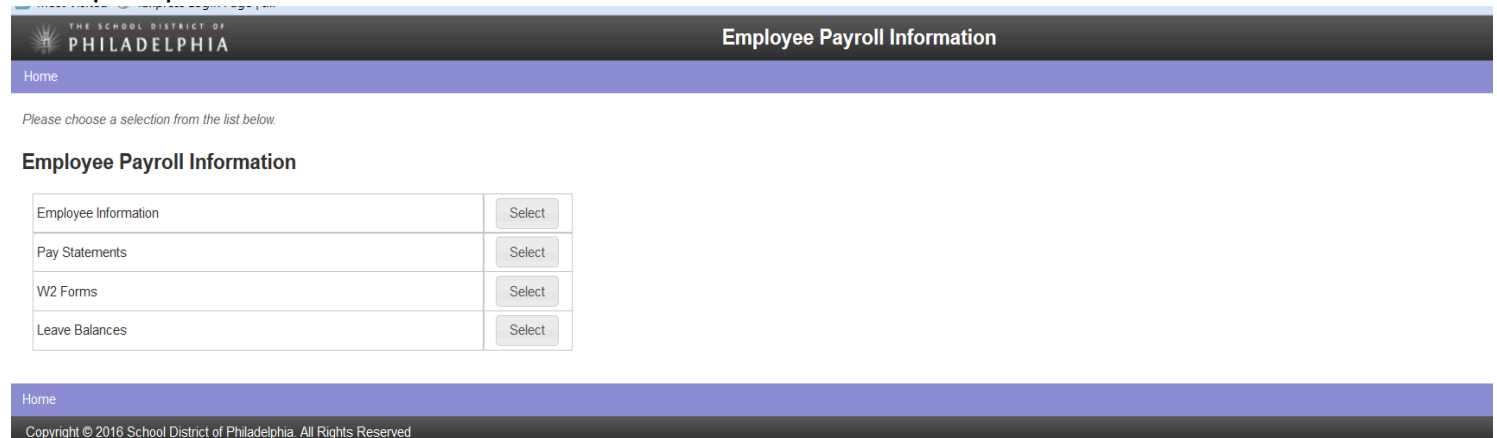 THE SCHOOL DISTRICT OF
PHILADELPHIA
Employee Payroll Information
Home
Please choose a selection from the list below.
Employee Payroll Information
Employee Information Select
Pay Statements Select
W2 Forms Select
Leave Balances Select
Home
Copyright © 2016 School District of Philadelphia. All Rights Reserved